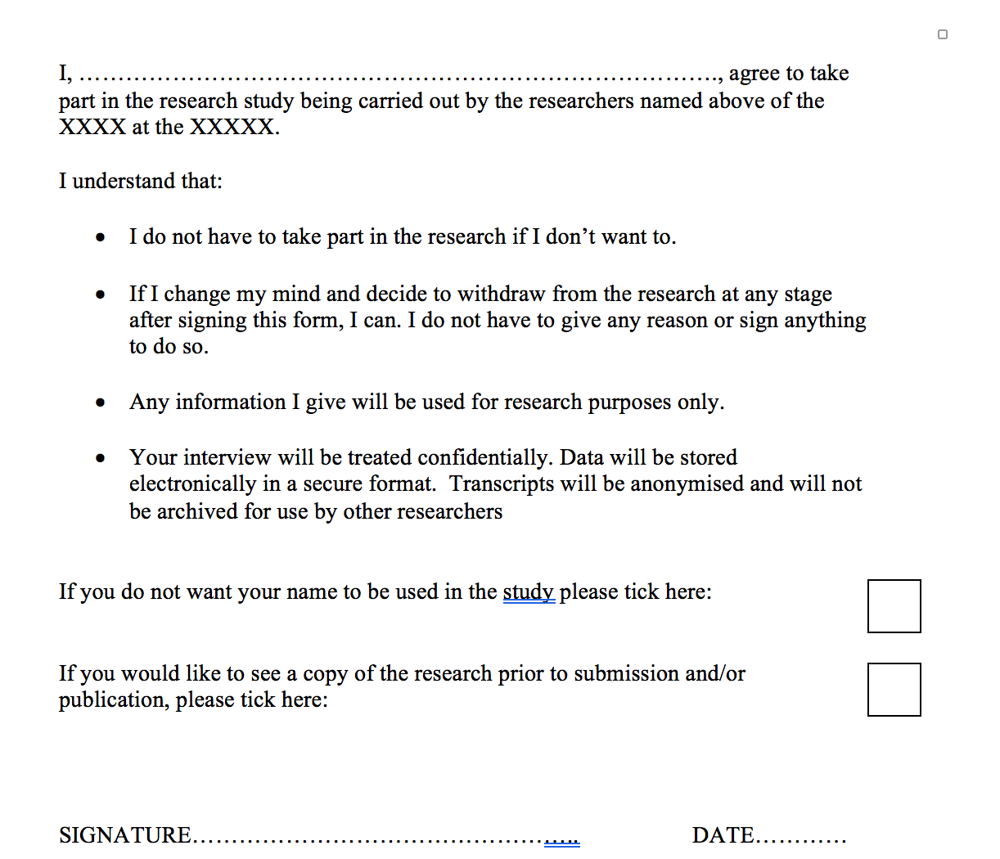 I, ……………………………………………………………………………., agree to take
part in the research study being carried out by the researchers named above of the
XXXX at the XXXXX.
I understand that:
• I do not have to take part in the research if I don’t want to.
• If I change my mind and decide to withdraw from the research at any stage
after signing this form, I can. I do not have to give any reason or sign anything
to do so.
• Any information I give will be used for research purposes only.
• Your interview will be treated confidentially. Data will be stored
electronically in a secure format.  Transcripts will be anonymised and will not
be archived for use by other researchers
If you do not want your name to be used in the study please tick here:
If you would like to see a copy of the research prior to submission and/or
publication, please tick here:
SIGNATURE…………………………………………….. DATE…………